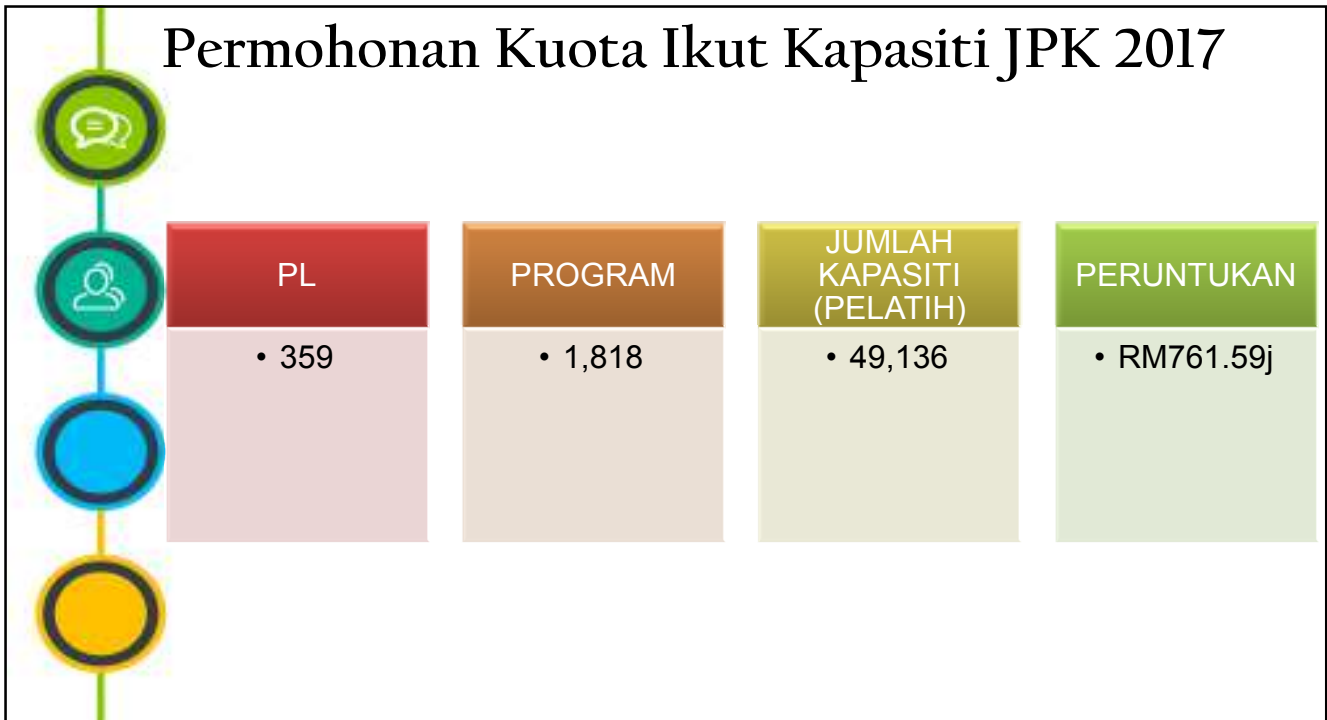 Permohonan Kuota Ikut Kapasiti JPK 2017
PL
• 359
PROGRAM
• 1,818
JUMLAH
KAPASITI
(PELATIH)
• 49,136
PERUNTUKAN
• RM761.59j